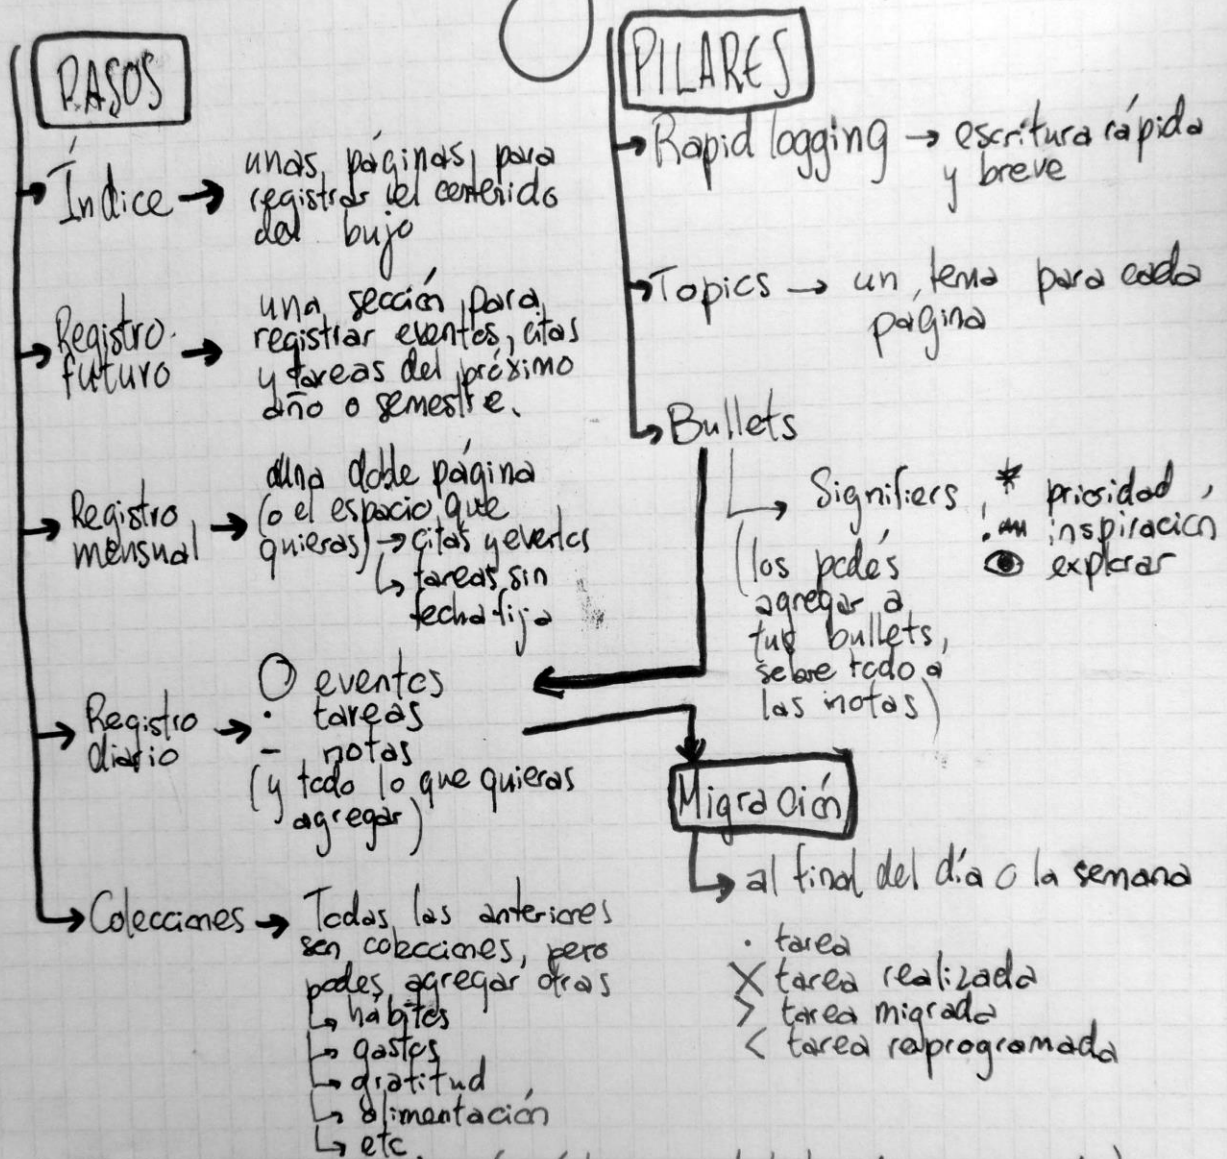 PASOS
Índice → unas páginas para
registrar el contenido
del bujo
Registro
futuro → una sección para
registrar eventos, citas
y tareas del próximo
año o semestre.
Registro
mensual → una doble página
(o el espacio que
quieras) → citas y eventos
↳ tareas sin
fecha fija
Registro
diario → O eventos
· tareas
– notas
(y todo lo que quieras
agregar)
Colecciones → Todas las anteriores
son colecciones, pero
podes agregar otras
↳ hábitos
↳ gastos
↳ gratitud
↳ alimentación
↳ etc.
PILARES
Rapid logging → escritura rápida
y breve
Topics → un tema para cada
página
Bullets
Signifiers * prioridad,
inspiración
explorar
(los podés
agregar a
tus bullets,
sobre todo a
las notas)
Migración
al final del día o la semana
· tarea
X tarea realizada
> tarea migrada
< tarea reprogramada